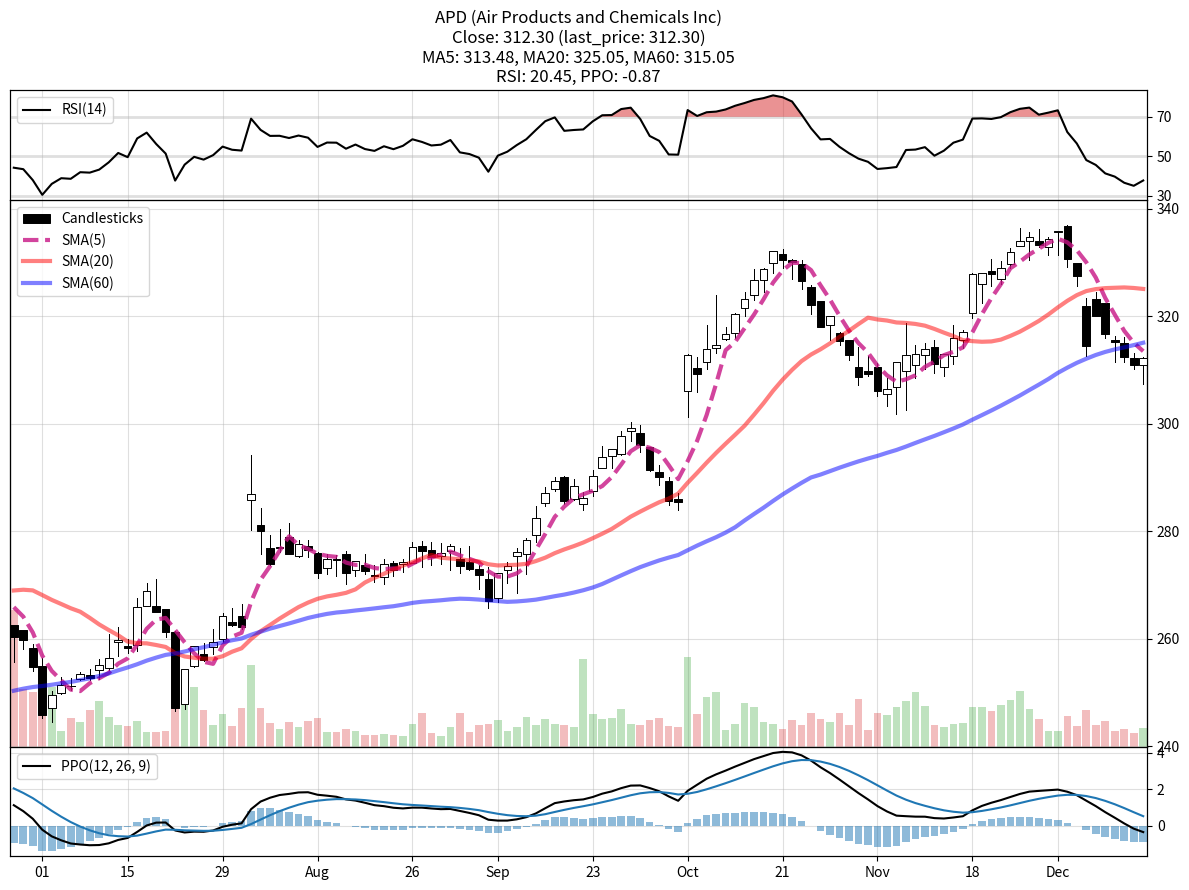 APD (Air Products and Chemicals Inc)
Close: 312.30 (last_price: 312.30)
MA5: 313.48, MA20: 325.05, MA60: 315.05
RSI: 20.45, PPO: -0.87
RSI(14)
70
50
30
Candlesticks
SMA(5)
SMA(20)
SMA(60)
340
320
300
280
260
240
PPO(12, 26, 9)
4
2
0
01 15 29 Aug 26 Sep 23 Oct 21 Nov 18 Dec